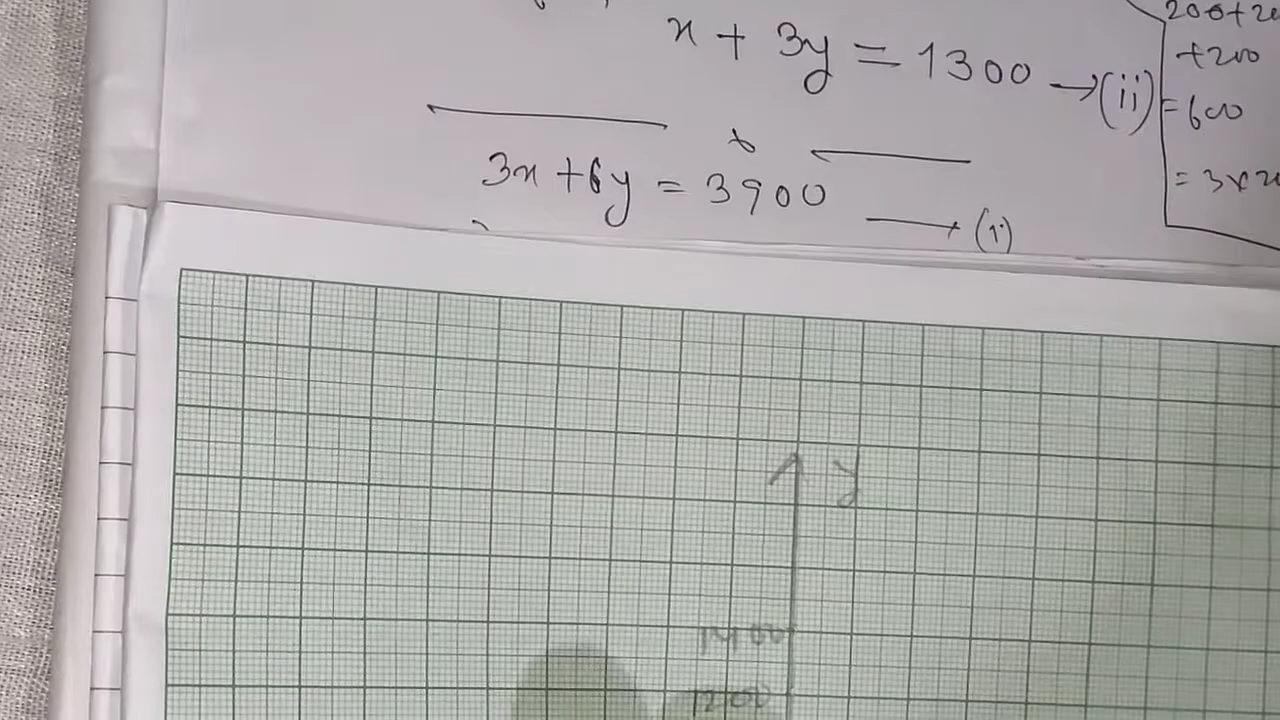 x + 3y = 1300 → (ii)
3x + 6y = 3900 → (i)
+200
= 600
y
1400
1200